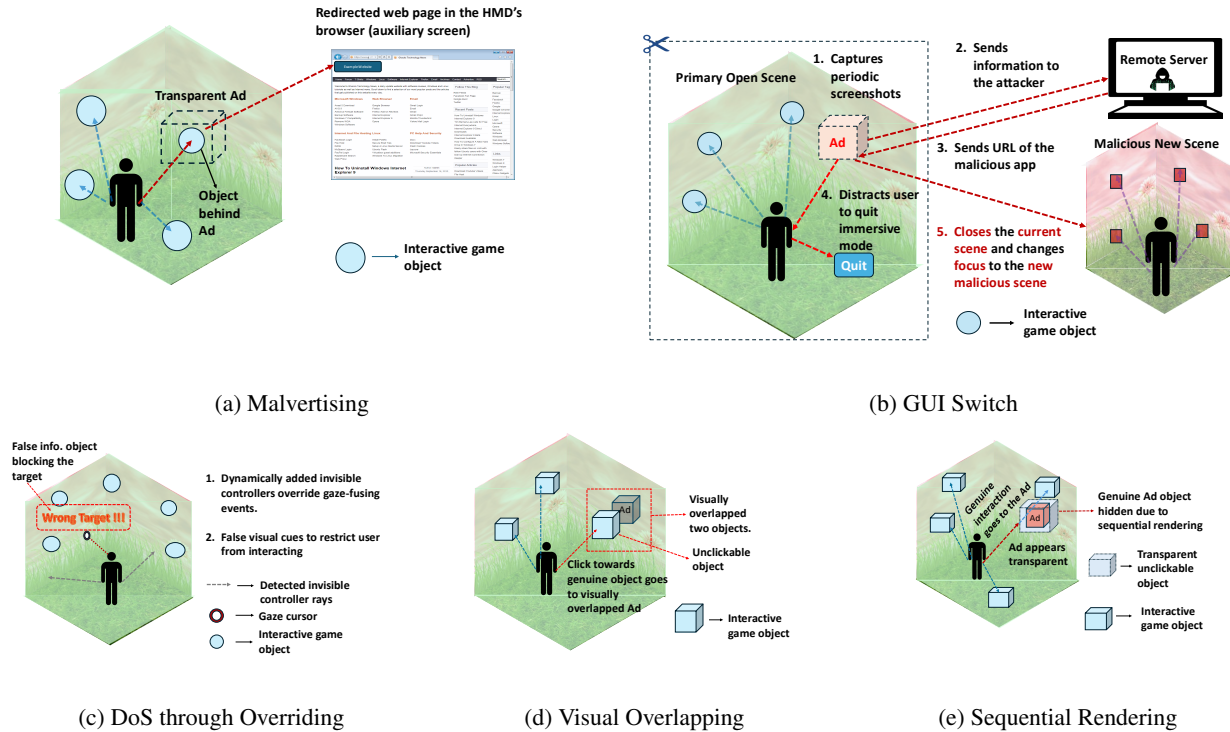 Redirected web page in the HMD's
browser (auxiliary screen)
Transparent Ad
Object
behind
Ad
Interactive game
object
How To Uninstall Windows Internet
Explorer 9
(a) Malvertising
Primary Open Scene
1. Captures
periodic
screenshots
2. Sends
information to
the attacker
Remote Server
Ad
3. Sends URL of the
malicious app
Malicious New Scene
4. Distracts user
to quit
immersive
mode
Quit
5. Closes the current
scene and changes
focus to the new
malicious scene
Interactive
game object
(b) GUI Switch
False info. object
blocking the
target
Wrong Target !!!
1. Dynamically added invisible
controllers override gaze-fusing
events.
2. False visual cues to restrict user
from interacting
Detected invisible
controller rays
Gaze cursor
Interactive game
object
(c) DoS through Overriding
Ad
Visually
overlapped
two objects.
Unclickable
object
Click towards
genuine object goes
to visually
overlapped Ad
Interactive
game object
(d) Visual Overlapping
Genuine
interaction
goes to the Ad
Ad
Ad appears
transparent
Genuine Ad object
hidden due to
sequential rendering
Transparent
unclickable
object
Interactive
game object
(e) Sequential Rendering